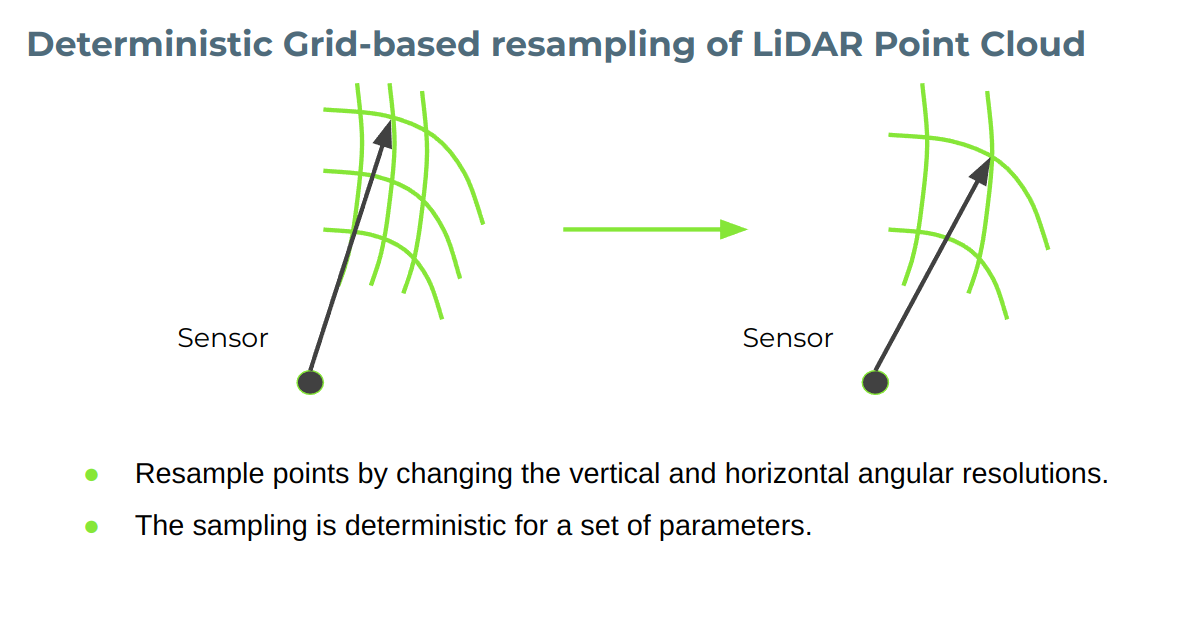 Deterministic Grid-based resampling of LiDAR Point Cloud
Sensor
Sensor
Resample points by changing the vertical and horizontal angular resolutions.
The sampling is deterministic for a set of parameters.